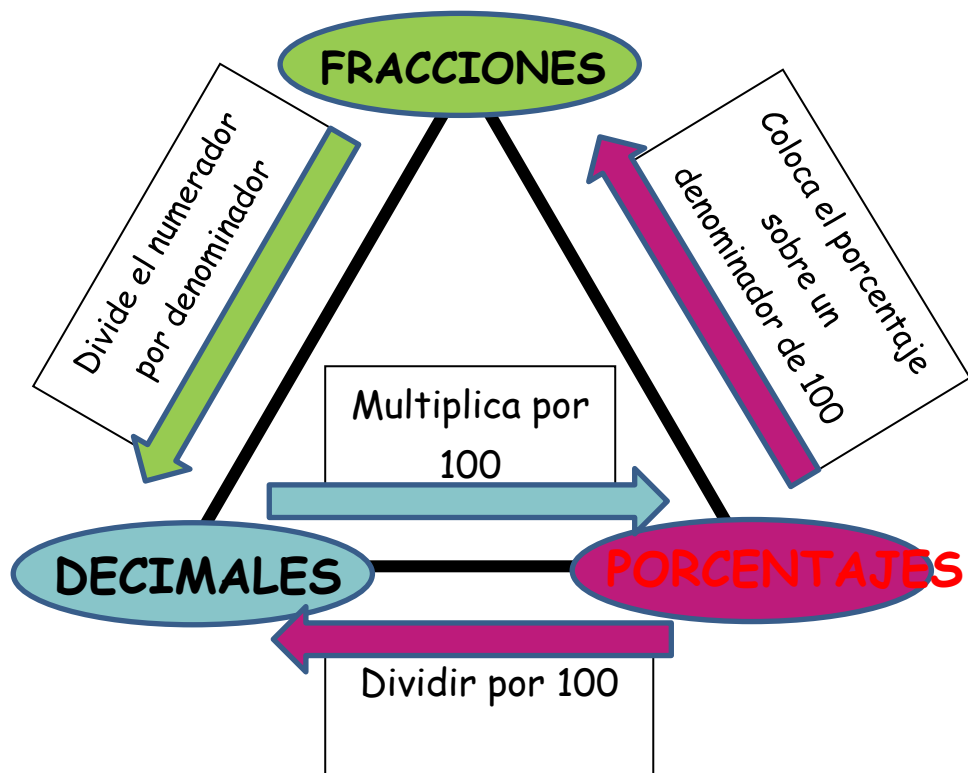 FRACCIONES
Divide el numerador
por denominador
Coloca el porcentaje
sobre un
denominador de 100
Multiplica por
100
DECIMALES
PORCENTAJES
Dividir por 100